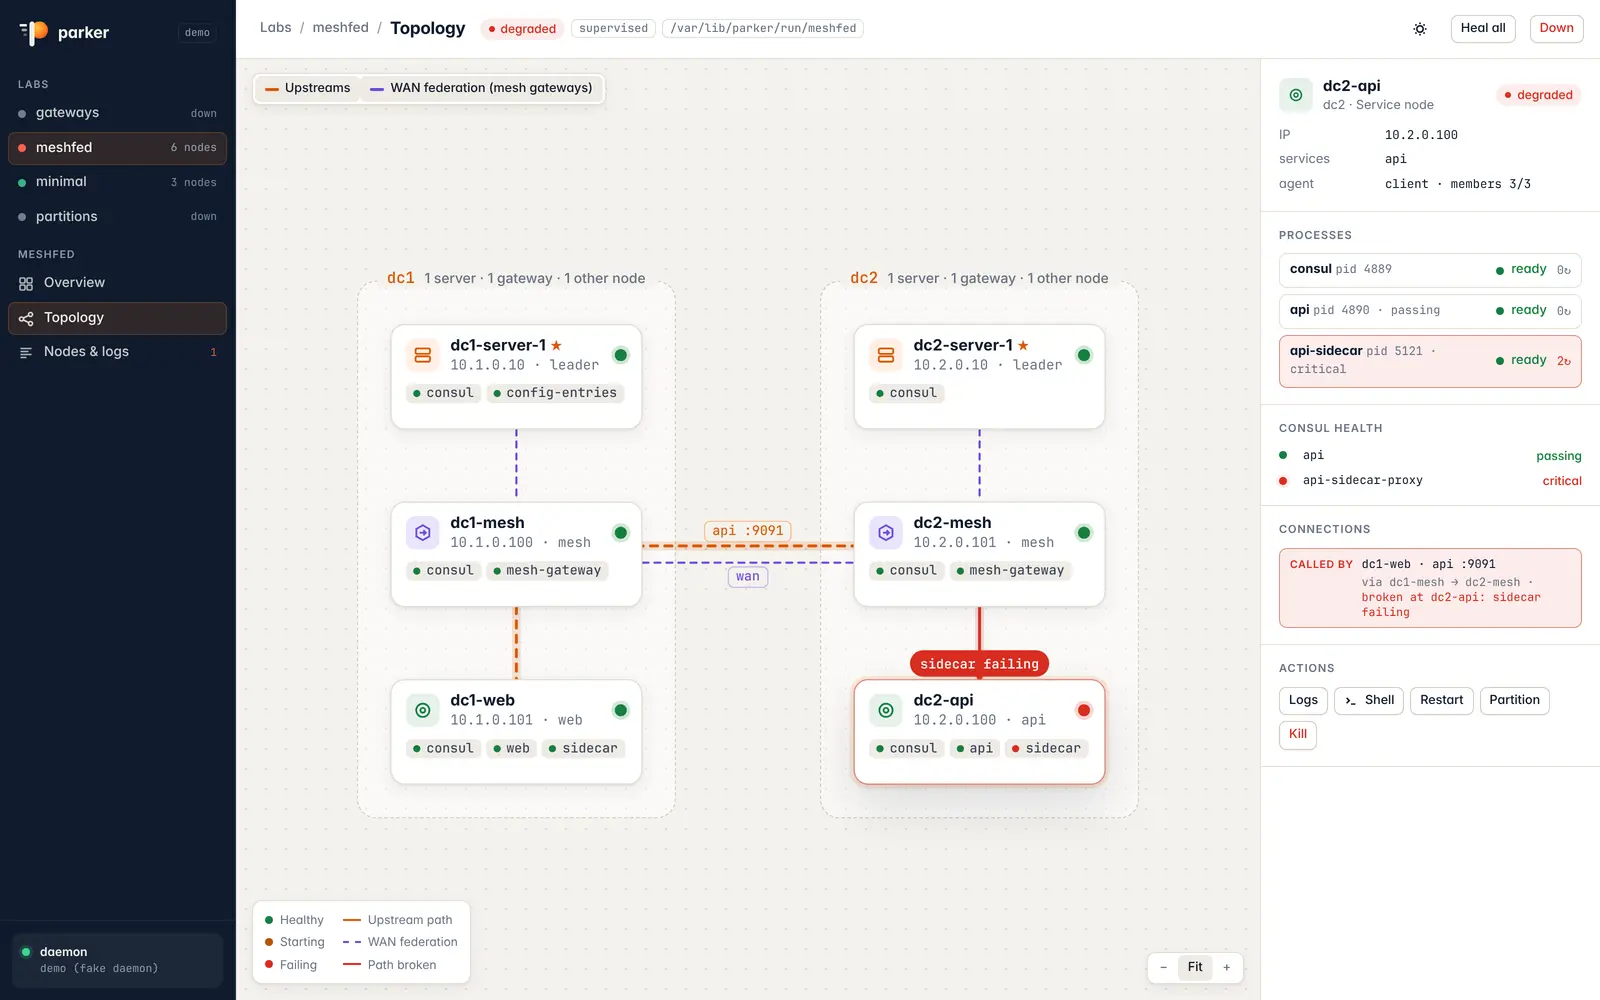 parker
demo
LABS
gateways down
meshfed 6 nodes
minimal 3 nodes
partitions down
MESHFED
Overview
Topology
Nodes & logs 1
daemon
demo (fake daemon)
Labs / meshfed / Topology degraded supervised /var/lib/parker/run/meshfed
Heal all Down
Upstreams WAN federation (mesh gateways)
dc1 1 server · 1 gateway · 1 other node
dc1-server-1 ★
10.1.0.10 · leader
consul config-entries
dc1-mesh
10.1.0.100 · mesh
consul mesh-gateway
dc1-web
10.1.0.101 · web
consul web sidecar
api :9091
wan
dc2 1 server · 1 gateway · 1 other node
dc2-server-1 ★
10.2.0.10 · leader
consul
dc2-mesh
10.2.0.101 · mesh
consul mesh-gateway
sidecar failing
dc2-api
10.2.0.100 · api
consul api sidecar
Healthy Upstream path
Starting WAN federation
Failing Path broken
− Fit +
dc2-api
dc2 · Service node
degraded
IP 10.2.0.100
services api
agent client · members 3/3
PROCESSES
consul pid 4889 ready 0↻
api pid 4890 · passing ready 0↻
api-sidecar pid 5121 ·
critical
ready 2↻
CONSUL HEALTH
api passing
api-sidecar-proxy critical
CONNECTIONS
CALLED BY dc1-web · api :9091
via dc1-mesh → dc2-mesh ·
broken at dc2-api: sidecar
failing
ACTIONS
Logs Shell Restart Partition
Kill